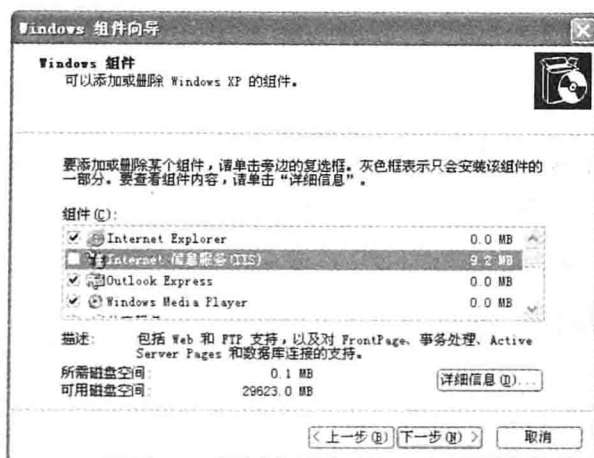 Windows 组件向导
Windows 组件
可以添加或删除 Windows XP 的组件。
要添加或删除某个组件，请单击旁边的复选框。灰色框表示只会安装该组件的
一部分。要查看组件内容，请单击“详细信息”。
组件(C):
Internet Explorer 0.0 MB
Internet 信息服务(IIS) 9.2 MB
Outlook Express 0.0 MB
Windows Media Player 0.0 MB
描述: 包括 Web 和 FTP 支持，以及对 FrontPage、事务处理、Active
Server Pages 和数据库连接的支持。
所需磁盘空间: 0.1 MB
可用磁盘空间: 29623.0 MB
详细信息(D)...
< 上一步(B) 下一步(N) > 取消